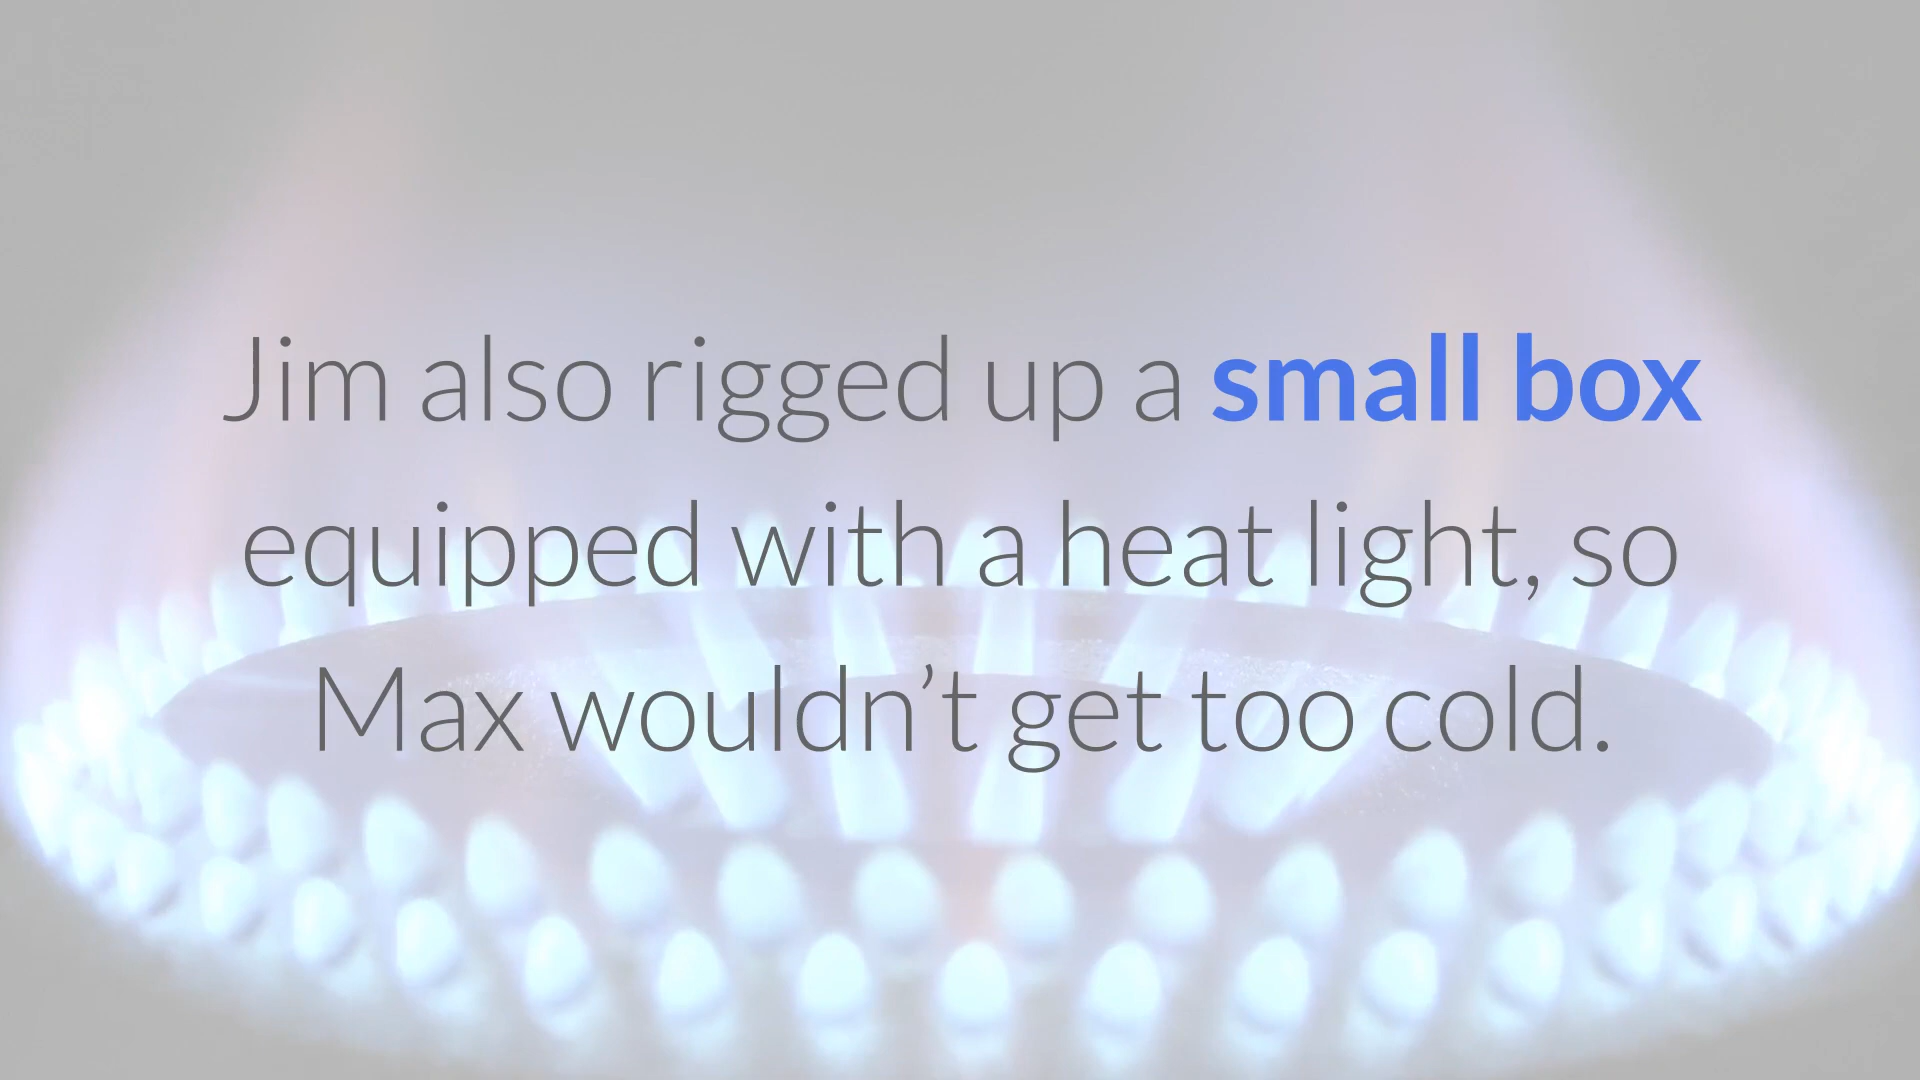 Jim also rigged up a small box
equipped with a heat light, so
Max wouldn’t get too cold.